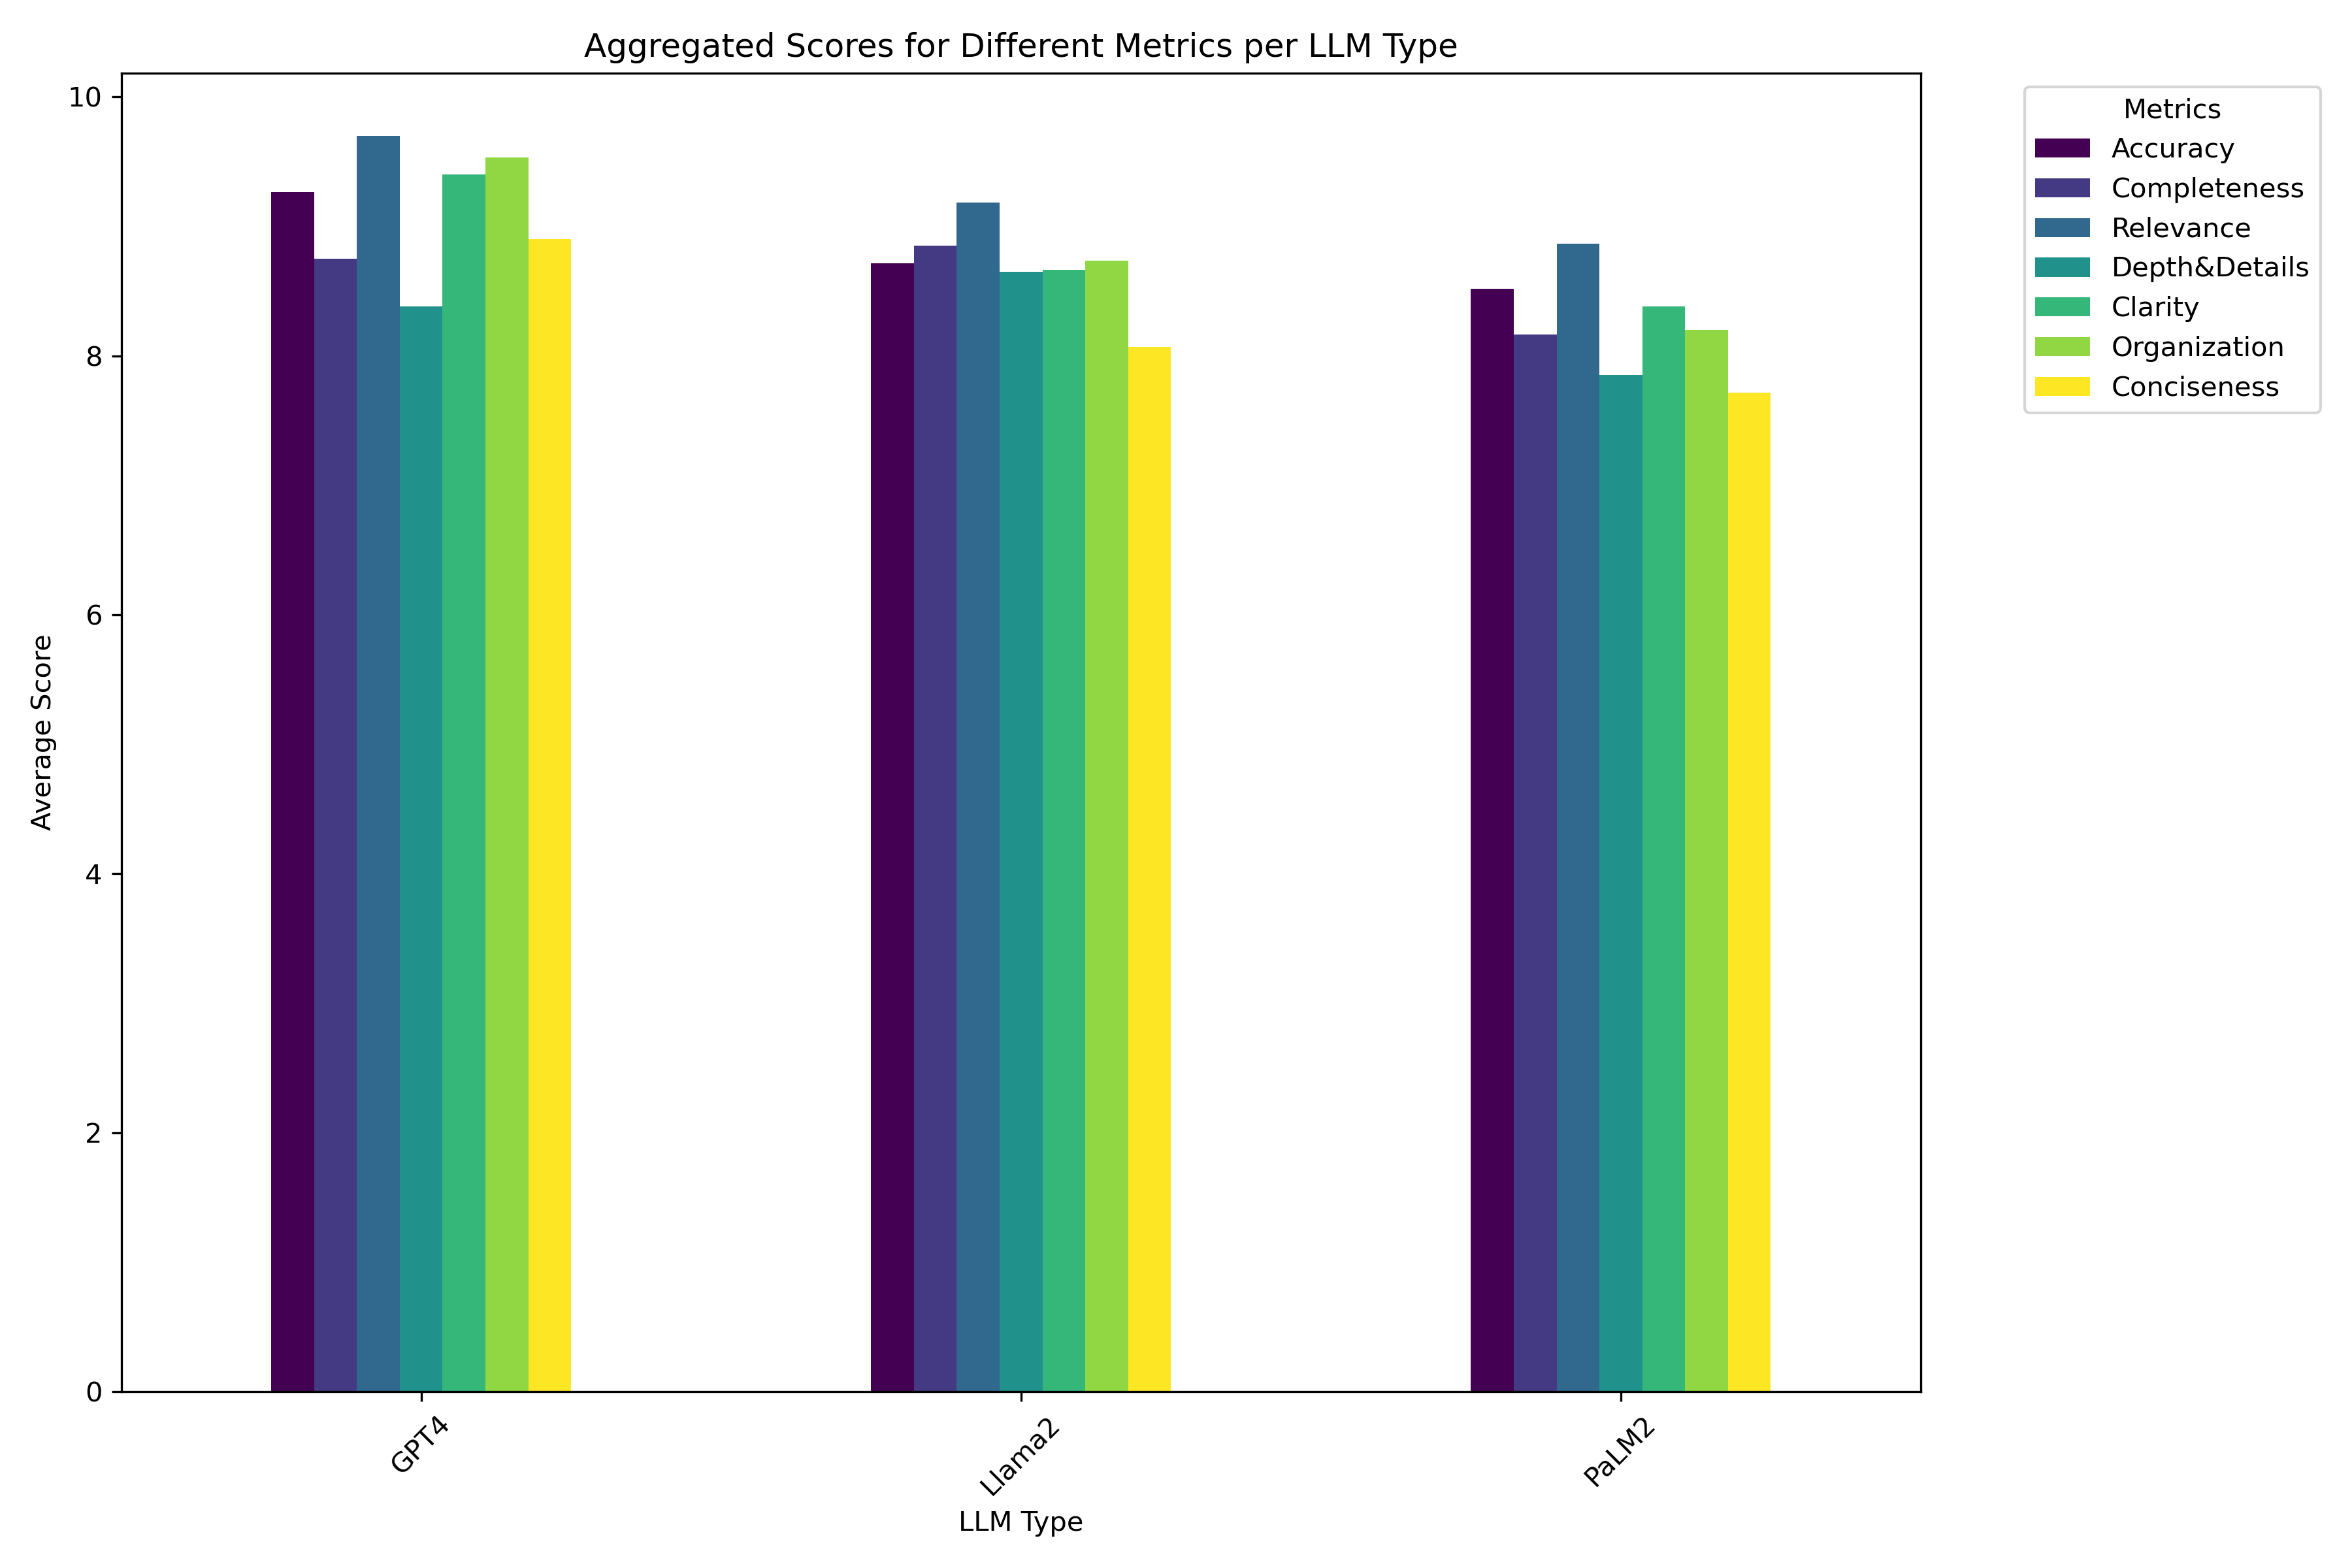 Aggregated Scores for Different Metrics per LLM Type
Metrics
Accuracy
Completeness
Relevance
Depth&Details
Clarity
Organization
Conciseness
Average Score
10
8
6
4
2
0
GPT4
Llama2
PaLM2
LLM Type